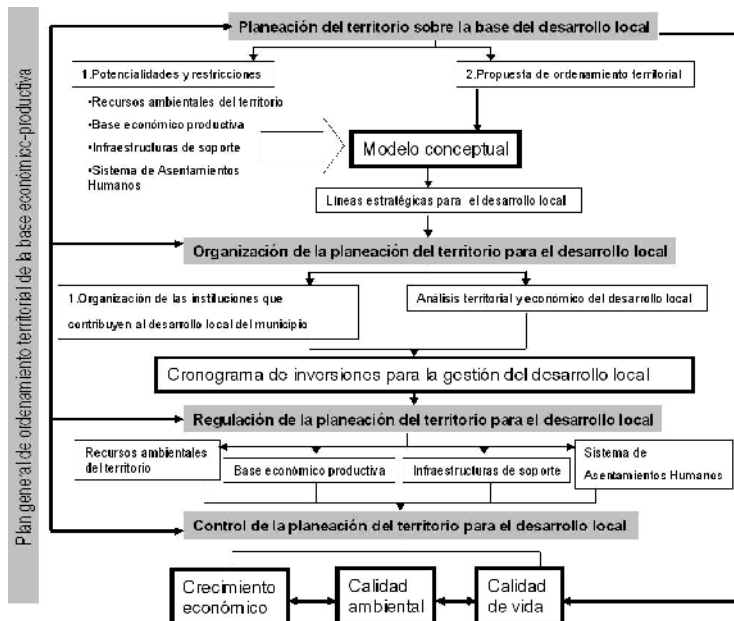 Plan general de ordenamiento territorial de la base económico-productiva
Planeación del territorio sobre la base del desarrollo local
1.Potencialidades y restricciones
•Recursos ambientales del territorio
•Base económico productiva
•Infraestructuras de soporte
•Sistema de Asentamientos
Humanos
2.Propuesta de ordenamiento territorial
Modelo conceptual
Líneas estratégicas para el desarrollo local
Organización de la planeación del territorio para el desarrollo local
1.Organización de las instituciones que
contribuyen al desarrollo local del municipio
Análisis territorial y económico del desarrollo local
Cronograma de inversiones para la gestión del desarrollo local
Regulación de la planeación del territorio para el desarrollo local
Recursos ambientales
del territorio
Base económico productiva
Infraestructuras de soporte
Sistema de
Asentamientos Humanos
Control de la planeación del territorio para el desarrollo local
Crecimiento
económico
Calidad
ambiental
Calidad
de vida